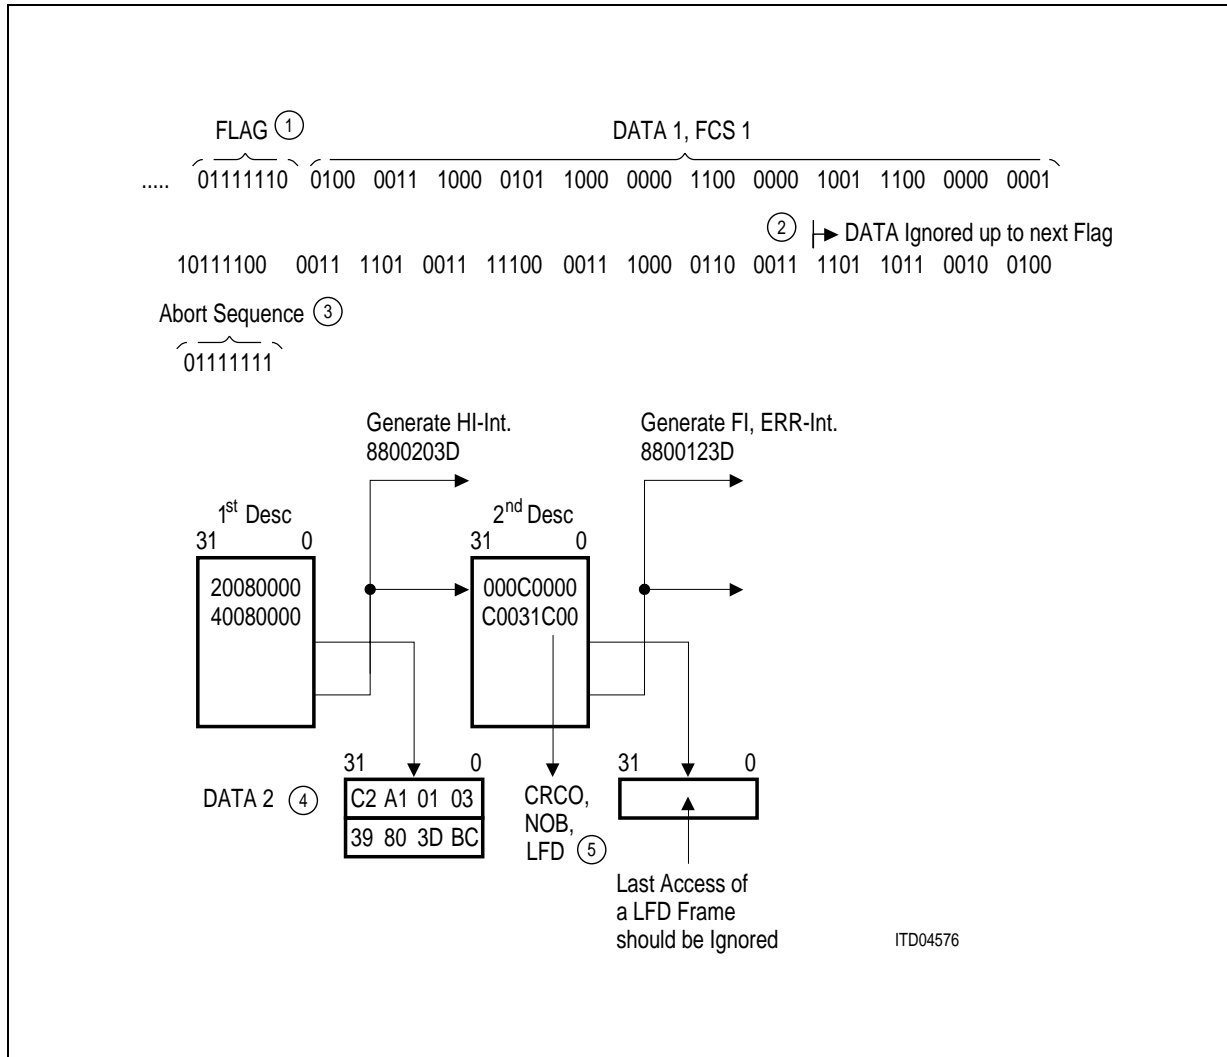 FLAG 1 DATA 1, FCS 1
..... 01111110 0100 0011 1000 0101 1000 0000 1100 0000 1001 1100 0000 0001
2 DATA Ignored up to next Flag
10111100 0011 1101 0011 11100 0011 1000 0110 0011 1101 1011 0010 0100
Abort Sequence 3
01111111
Generate HI-Int.
8800203D
Generate FI, ERR-Int.
8800123D
1st Desc
31 0
20080000
40080000
2nd Desc
31 0
000C0000
C0031C00
DATA 2 4
31 0
C2 A1 01 03
39 80 3D BC
CRCO,
NOB,
LFD 5
31 0
Last Access of
a LFD Frame
should be Ignored
ITD04576